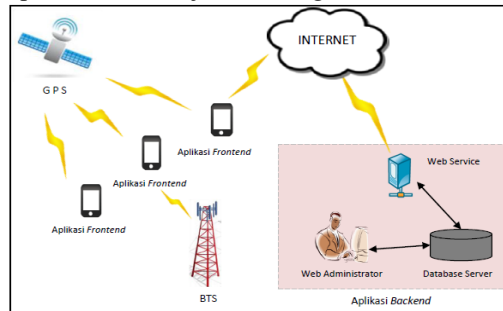 INTERNET
G P S
Aplikasi Frontend
Aplikasi Frontend
Aplikasi Frontend
Web Service
BTS
Web Administrator
Database Server
Aplikasi Backend